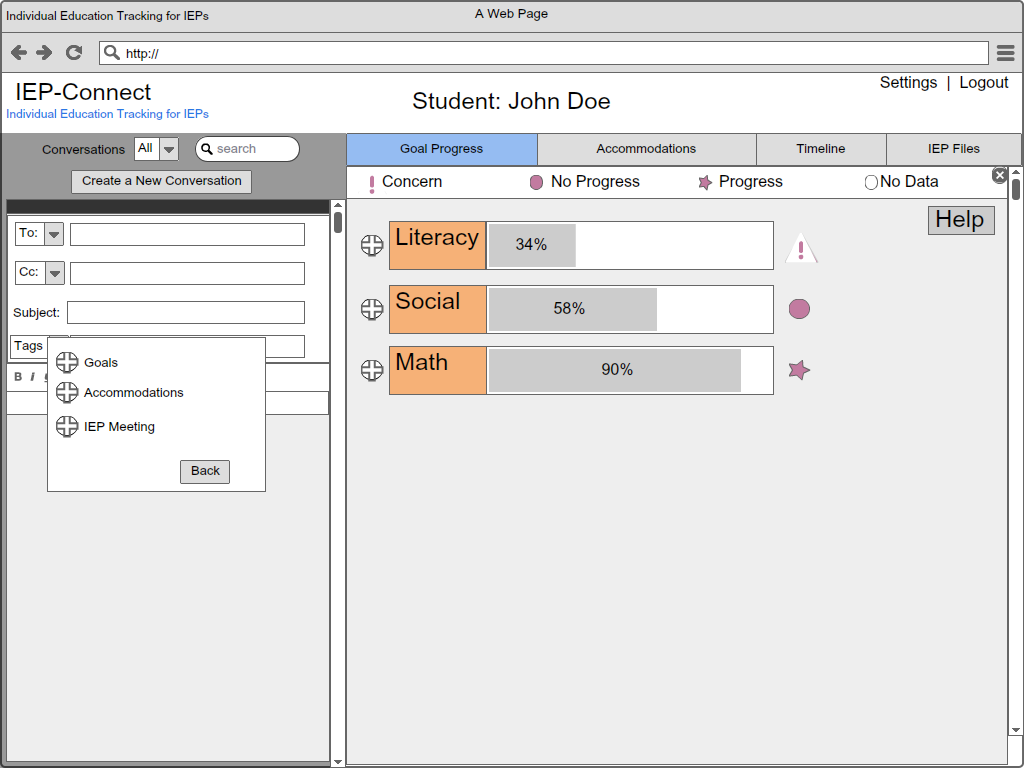 Individual Education Tracking for IEPs
A Web Page
http://
IEP-Connect
Individual Education Tracking for IEPs
Student: John Doe
Settings | Logout
Conversations All search
Create a New Conversation
Goal Progress Accommodations Timeline IEP Files
Concern No Progress Progress No Data
Help
To:
Cc:
Subject:
Tags
B i
Goals
Accommodations
IEP Meeting
Back
Literacy 34%
Social 58%
Math 90%